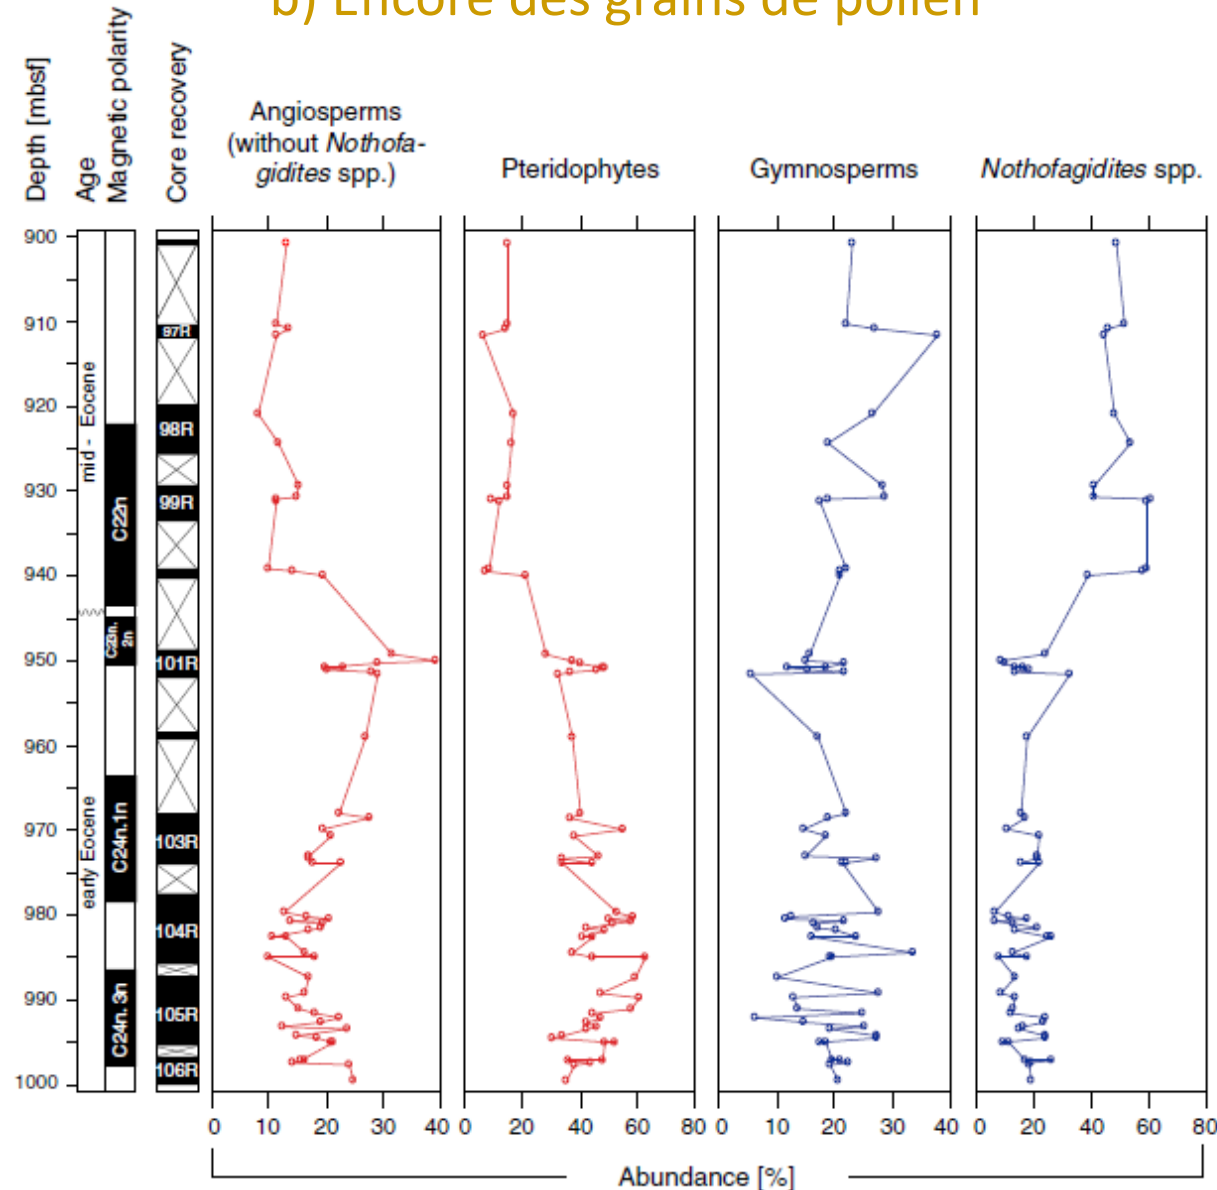 b) Encore des grains de pollen
Depth [mbsf]
Age
Magnetic polarity
Core recovery
Angiosperms
(without Nothofa-
gidites spp.)
Pteridophytes
Gymnosperms
Nothofagidites spp.
900
910
920
930
940
950
960
970
980
990
1000
mid - Eocene
early Eocene
C22n
C23n.
2n
C24n.1n
C24n. 3n
97R
98R
99R
101R
103R
104R
105R
106R
0 10 20 30 40
0 20 40 60 80
0 10 20 30 40
0 20 40 60 80
Abundance [%]